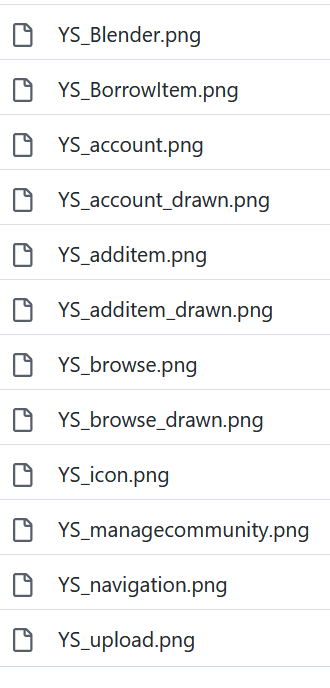 YS_Blender.png
YS_BorrowItem.png
YS_account.png
YS_account_drawn.png
YS_additem.png
YS_additem_drawn.png
YS_browse.png
YS_browse_drawn.png
YS_icon.png
YS_managecommunity.png
YS_navigation.png
YS_upload.png